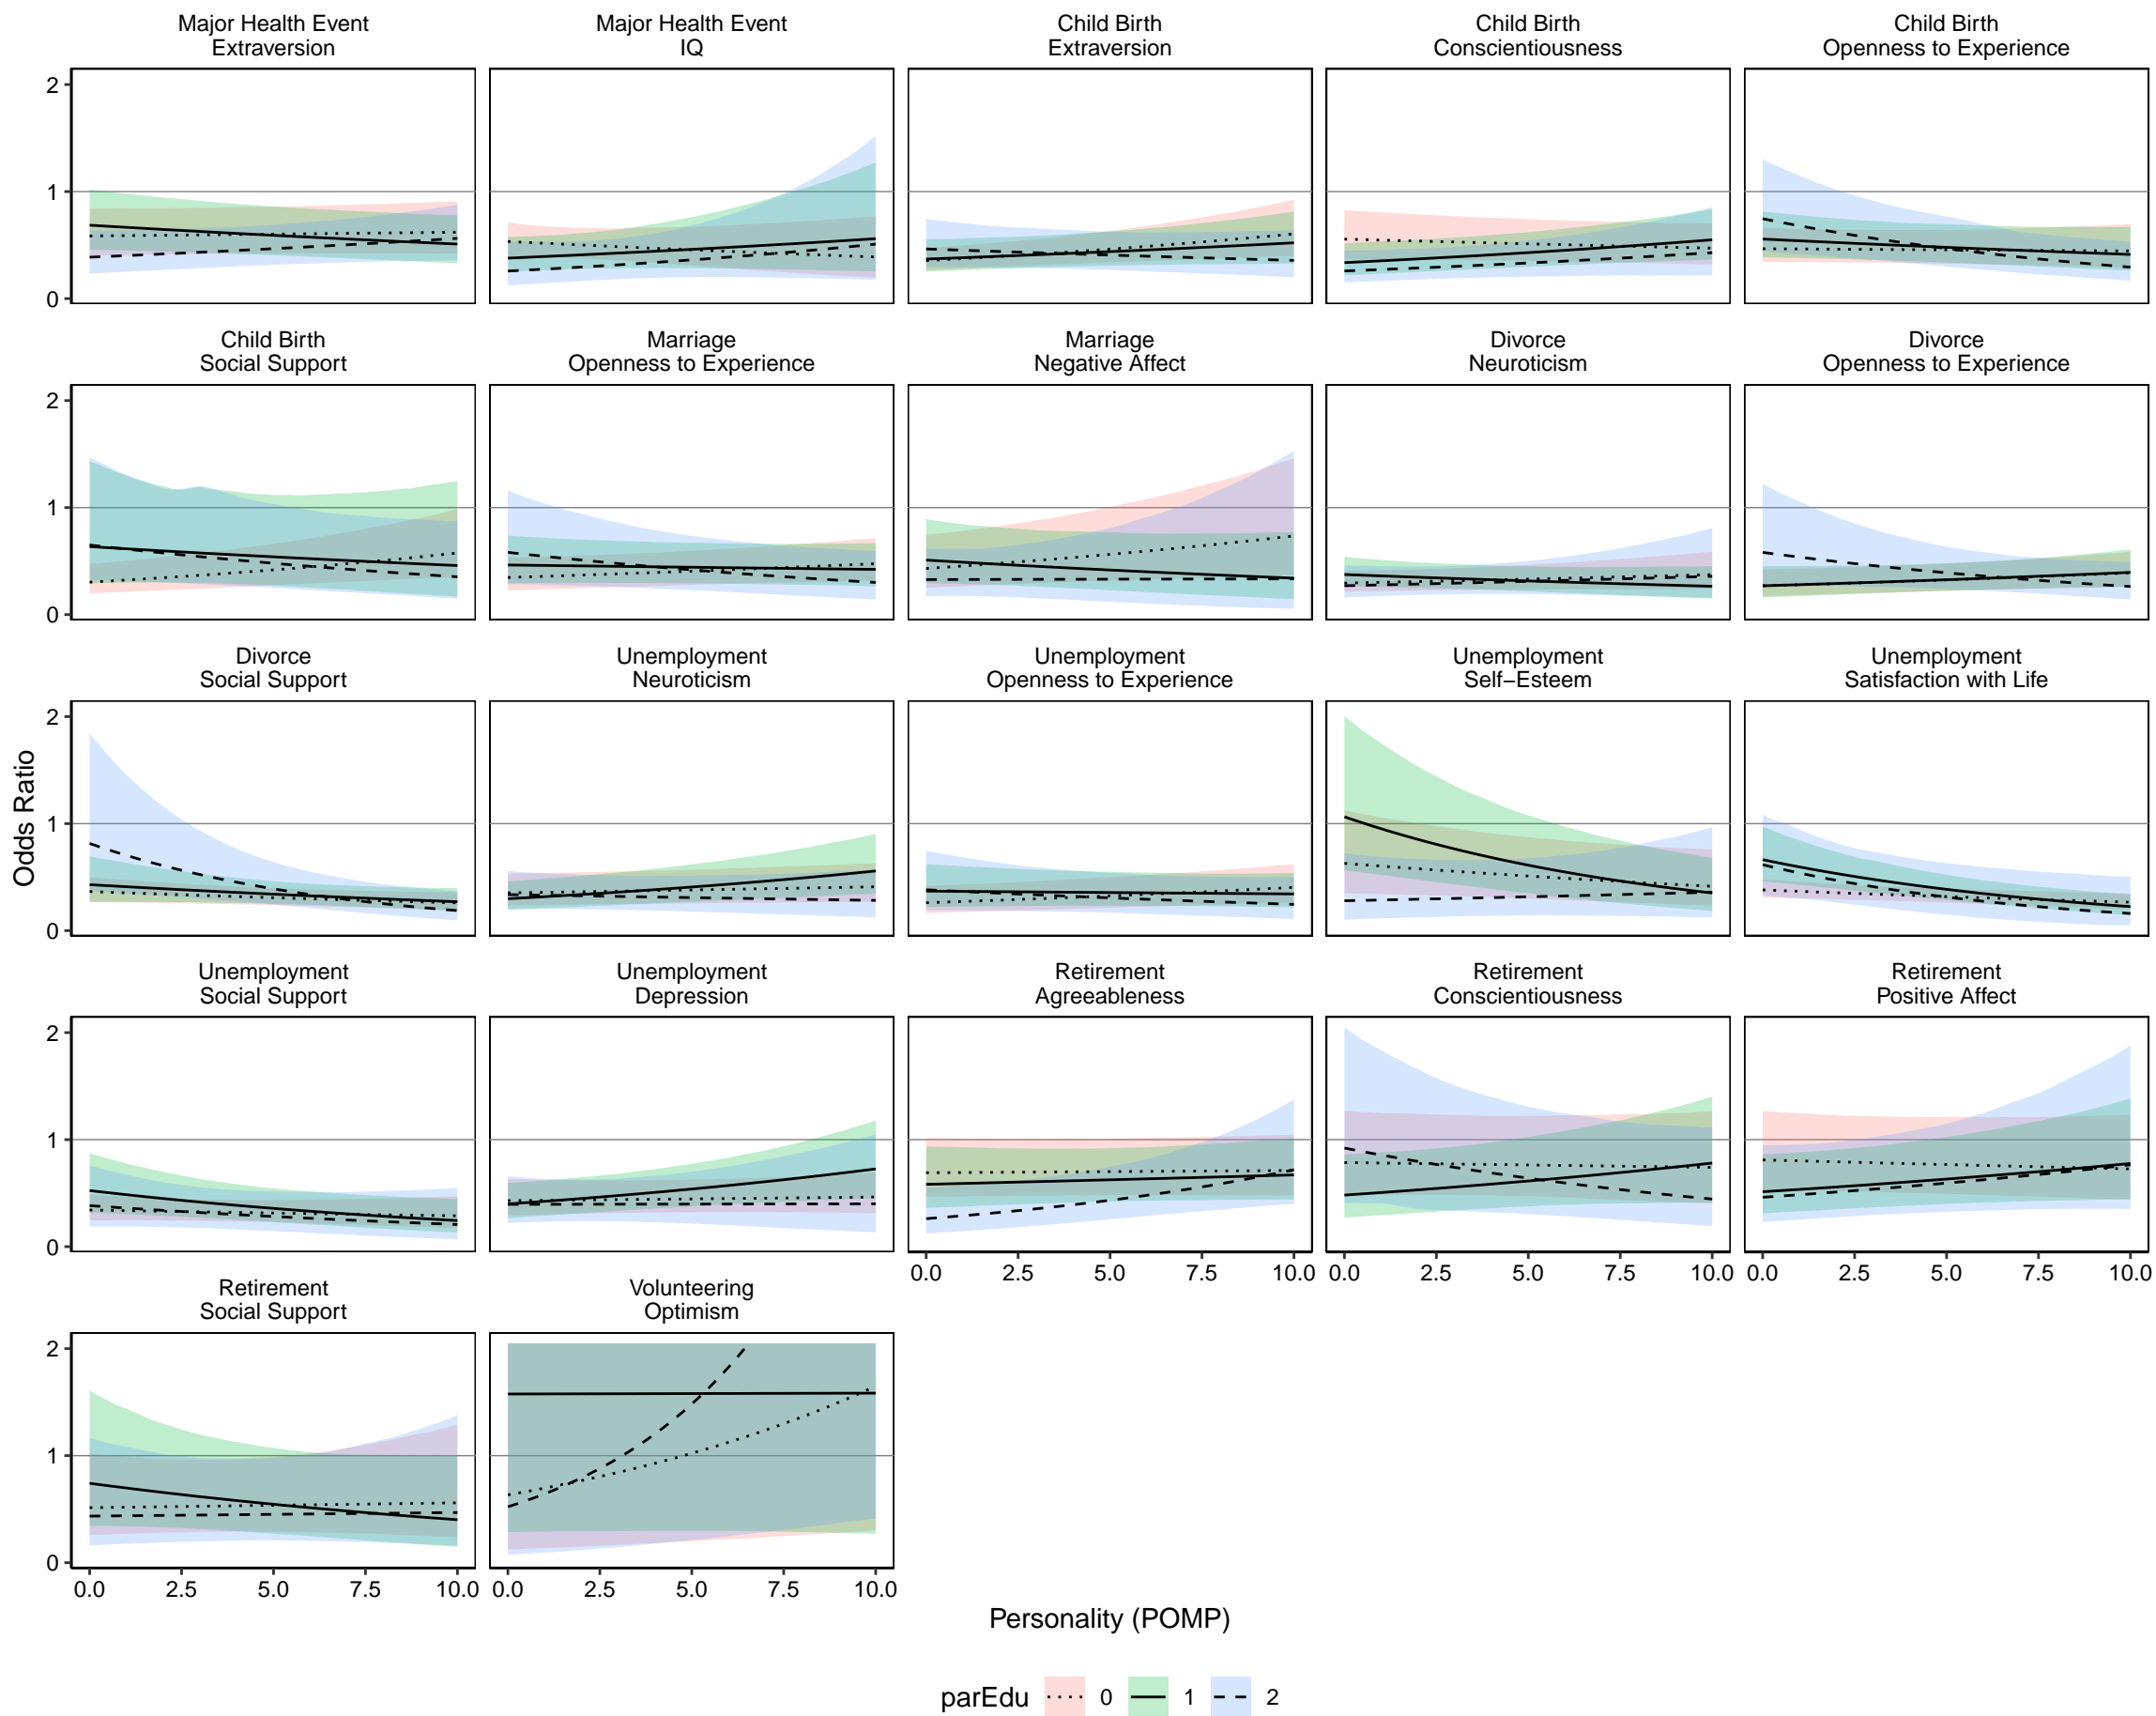 Major Health Event
Extraversion
Major Health Event
IQ
Child Birth
Extraversion
Child Birth
Conscientiousness
Child Birth
Openness to Experience
2
1
0
Child Birth
Social Support
Marriage
Openness to Experience
Marriage
Negative Affect
Divorce
Neuroticism
Divorce
Openness to Experience
2
1
0
Divorce
Social Support
Unemployment
Neuroticism
Unemployment
Openness to Experience
Unemployment
Self−Esteem
Unemployment
Satisfaction with Life
2
1
0
Odds Ratio
Unemployment
Social Support
Unemployment
Depression
Retirement
Agreeableness
Retirement
Conscientiousness
Retirement
Positive Affect
2
1
0
0.0 2.5 5.0 7.5 10.0
0.0 2.5 5.0 7.5 10.0
0.0 2.5 5.0 7.5 10.0
Retirement
Social Support
Volunteering
Optimism
2
1
0
0.0 2.5 5.0 7.5 10.0
0.0 2.5 5.0 7.5 10.0
Personality (POMP)
parEdu 0 1 2